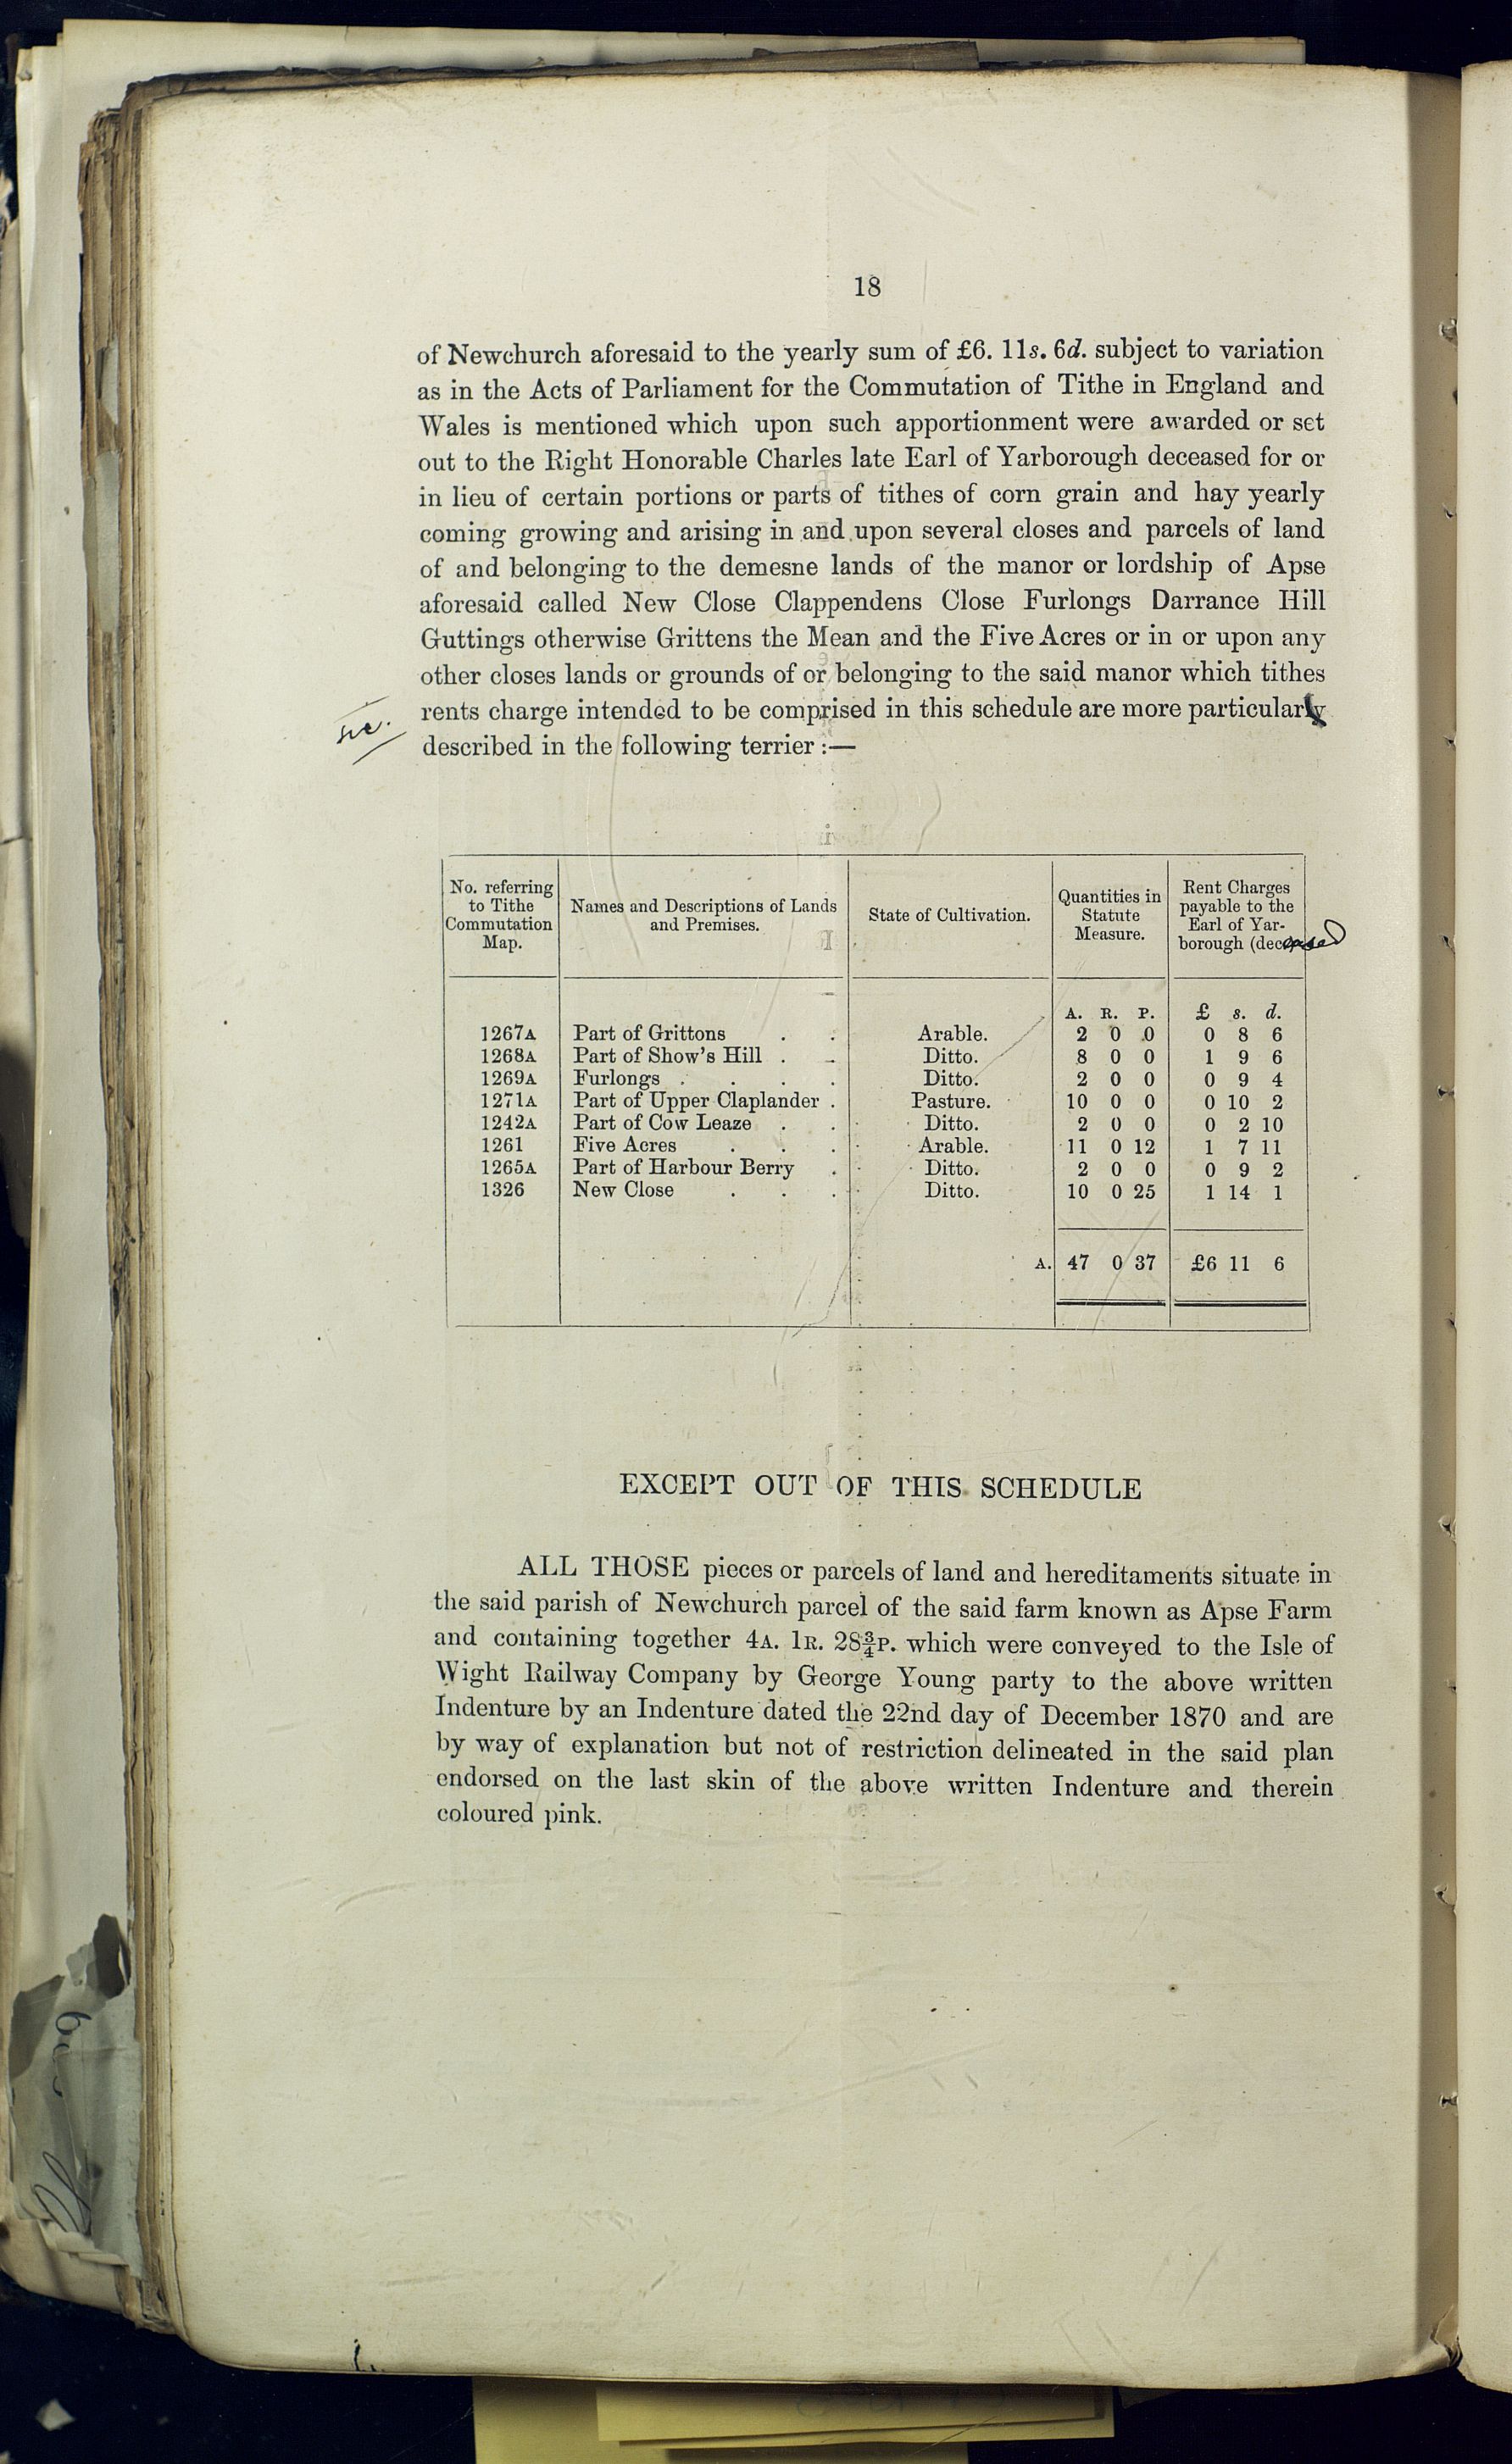 18
of Newchurch aforesaid to the yearly sum of £6. 11s. 6d. subject to variation
as in the Acts of Parliament for the Commutation of Tithe in England and
Wales is mentioned which upon such apportionment were awarded or set
out to the Right Honorable Charles late Earl of Yarborough deceased for or
in lieu of certain portions or parts of tithes of corn grain and hay yearly
coming growing and arising in and upon several closes and parcels of land
of and belonging to the demesne lands of the manor or lordship of Apse
aforesaid called New Close Clappendens Close Furlongs Darrance Hill
Guttings otherwise Grittens the Mean and the Five Acres or in or upon any
other closes lands or grounds of or belonging to the said manor which tithes
sic. rents charge intended to be comprised in this schedule are more particularly
described in the following terrier :—
No. referring to Tithe Commutation Map. Names and Descriptions of Lands and Premises. State of Cultivation. Quantities in Statute Measure. Rent Charges payable to the Earl of Yarborough (deceased
A. R. P. £ s. d.
1267A Part of Grittons . . Arable. 2 0 0 0 8 6
1268A Part of Show's Hill . . Ditto. 8 0 0 1 9 6
1269A Furlongs . . . . Ditto. 2 0 0 0 9 4
1271A Part of Upper Claplander . Pasture. 10 0 0 0 10 2
1242A Part of Cow Leaze . . Ditto. 2 0 0 0 2 10
1261 Five Acres . . . Arable. 11 0 12 1 7 11
1265A Part of Harbour Berry . Ditto. 2 0 0 0 9 2
1326 New Close . . . Ditto. 10 0 25 1 14 1
A. 47 0 37 £6 11 6
EXCEPT OUT OF THIS SCHEDULE
ALL THOSE pieces or parcels of land and hereditaments situate in
the said parish of Newchurch parcel of the said farm known as Apse Farm
and containing together 4A. 1R. 28¾P. which were conveyed to the Isle of
Wight Railway Company by George Young party to the above written
Indenture by an Indenture dated the 22nd day of December 1870 and are
by way of explanation but not of restriction delineated in the said plan
endorsed on the last skin of the above written Indenture and therein
coloured pink.